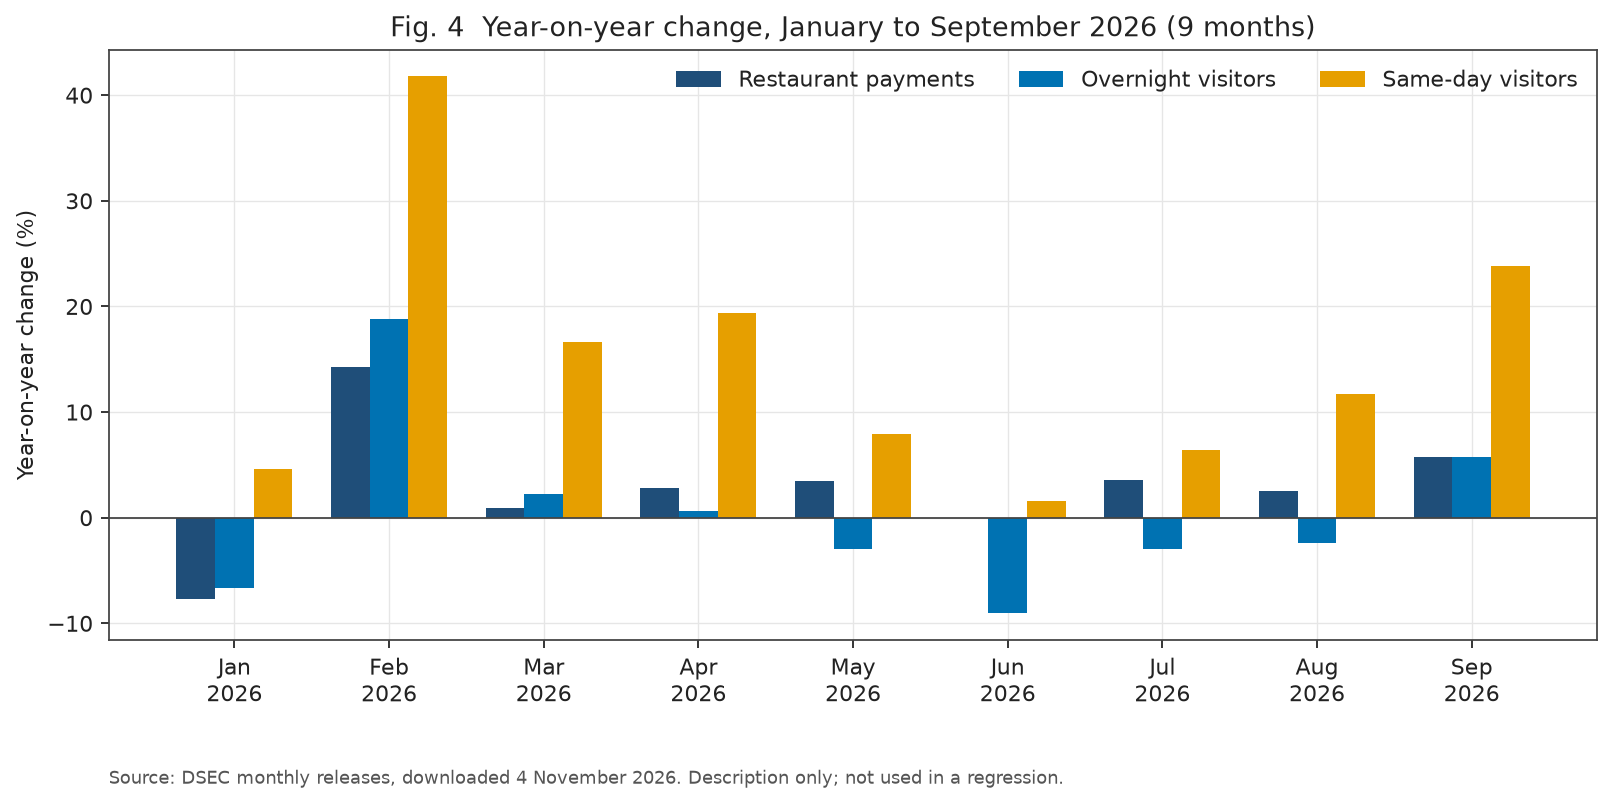 Fig. 4  Year-on-year change, January to September 2026 (9 months)
Restaurant payments
Overnight visitors
Same-day visitors
Year-on-year change (%)
40
30
20
10
0
−10
Jan
2026
Feb
2026
Mar
2026
Apr
2026
May
2026
Jun
2026
Jul
2026
Aug
2026
Sep
2026
Source: DSEC monthly releases, downloaded 4 November 2026. Description only; not used in a regression.